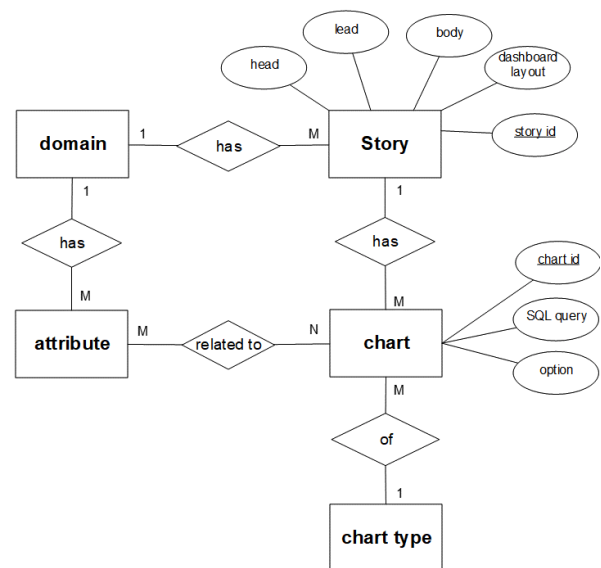 lead
body
head
dashboard
layout
domain
1
has
M
Story
story id
1
1
has
has
chart id
M
M
SQL query
attribute
M
related to
N
chart
option
M
of
1
chart type